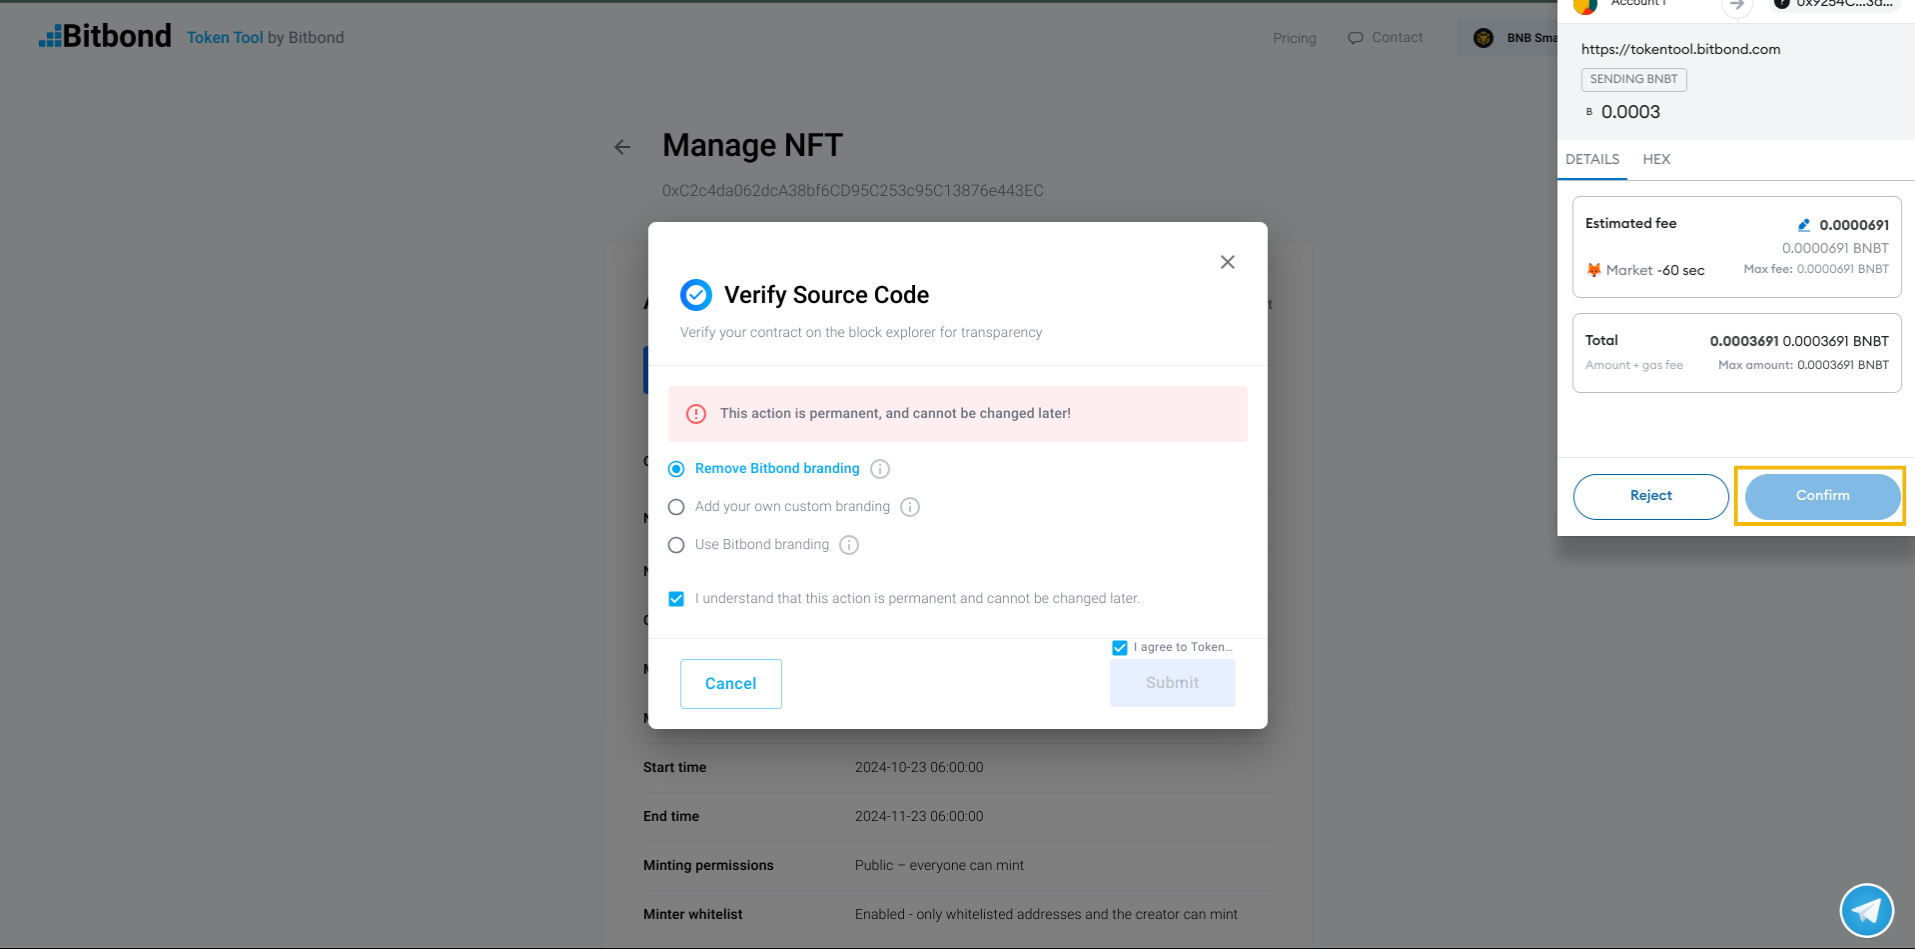 Bitbond Token Tool by Bitbond
Pricing
Contact
BNB Sma
Manage NFT
0xC2c4da062dcA38bf6CD95C253c95C13876e443EC
Verify Source Code
Verify your contract on the block explorer for transparency
This action is permanent, and cannot be changed later!
Remove Bitbond branding
Add your own custom branding
Use Bitbond branding
I understand that this action is permanent and cannot be changed later.
I agree to Token...
Cancel
Submit
Start time 2024-10-23 06:00:00
End time 2024-11-23 06:00:00
Minting permissions Public – everyone can mint
Minter whitelist Enabled - only whitelisted addresses and the creator can mint
Account 1
0x9254C...3d...
https://tokentool.bitbond.com
SENDING BNBT
B 0.0003
DETAILS HEX
Estimated fee 0.0000691
0.0000691 BNBT
Market ~60 sec Max fee: 0.0000691 BNBT
Total 0.0003691 0.0003691 BNBT
Amount + gas fee Max amount: 0.0003691 BNBT
Reject
Confirm